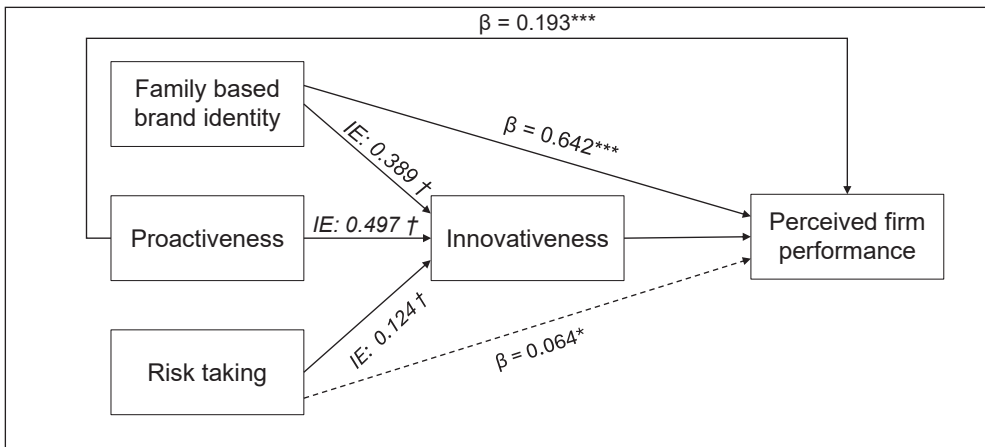 β = 0.193***
Family based
brand identity
β = 0.642***
IE: 0.389 †
Proactiveness
IE: 0.497 †
Innovativeness
Perceived firm
performance
IE: 0.124 †
Risk taking
β = 0.064*